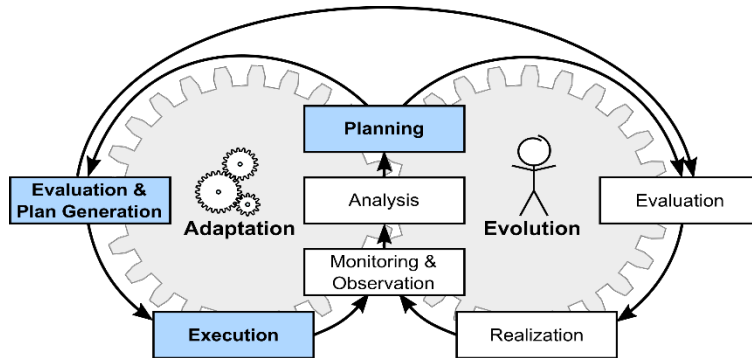 Planning
Evaluation &
Plan Generation
Analysis
Evaluation
Adaptation
Evolution
Monitoring &
Observation
Execution
Realization